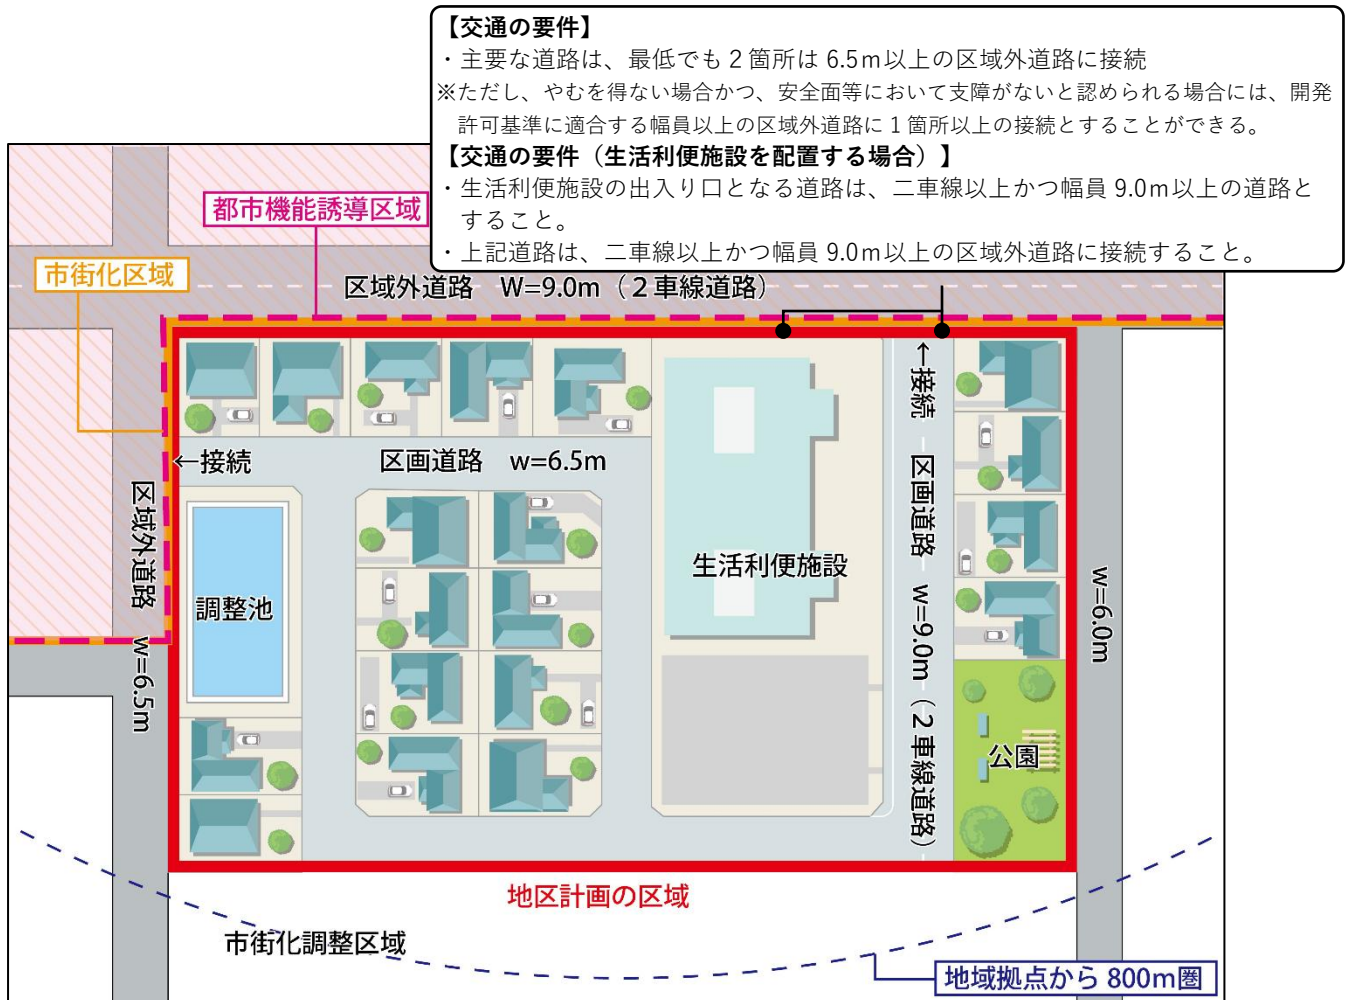 【交通の要件】
・主要な道路は、最低でも２箇所は 6.5ｍ以上の区域外道路に接続
※ただし、やむを得ない場合かつ、安全面等において支障がないと認められる場合には、開発
許可基準に適合する幅員以上の区域外道路に１箇所以上の接続とすることができる。
【交通の要件（生活利便施設を配置する場合）】
・生活利便施設の出入り口となる道路は、二車線以上かつ幅員 9.0ｍ以上の道路と
すること。
・上記道路は、二車線以上かつ幅員 9.0ｍ以上の区域外道路に接続すること。
都市機能誘導区域
市街化区域
区域外道路　W=9.0m（２車線道路）
←接続
区画道路　w=6.5m
←接続　区画道路　w=9.0m（２車線道路）
区域外道路　w=6.5m
調整池
生活利便施設
w=6.0m
公園
地区計画の区域
市街化調整区域
地域拠点から 800m圏